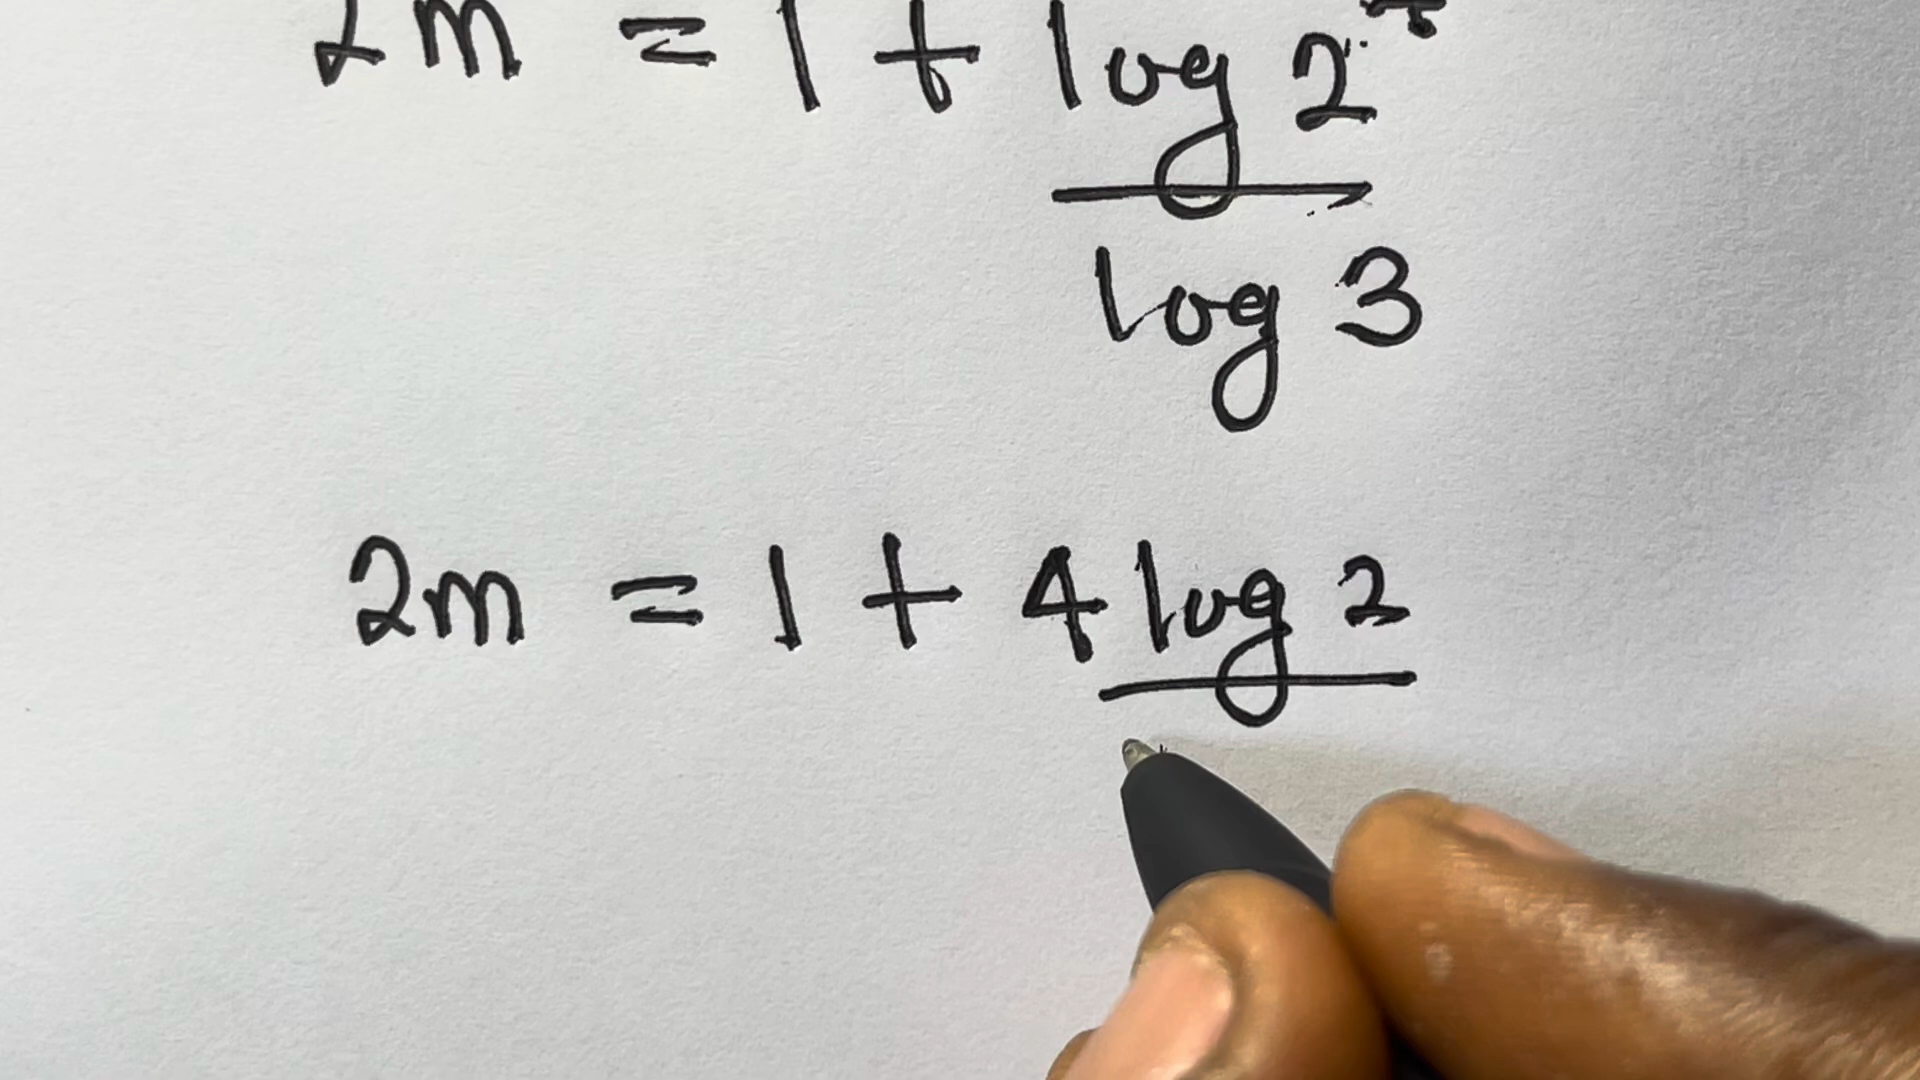 2m = 1 + log 2
log 3
2m = 1 + 4 log 2